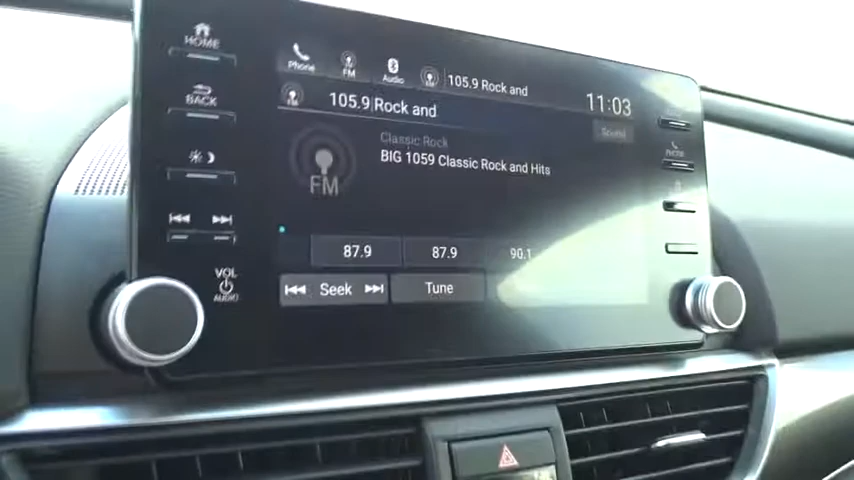 HOME
BACK
VOL
AUDIO
Phone
FM
Audio
105.9 Rock and
105.9|Rock and
11:03
Sound
Classic Rock
BIG 1059 Classic Rock and Hits
FM
87.9
87.9
90.1
Seek
Tune
PHONE